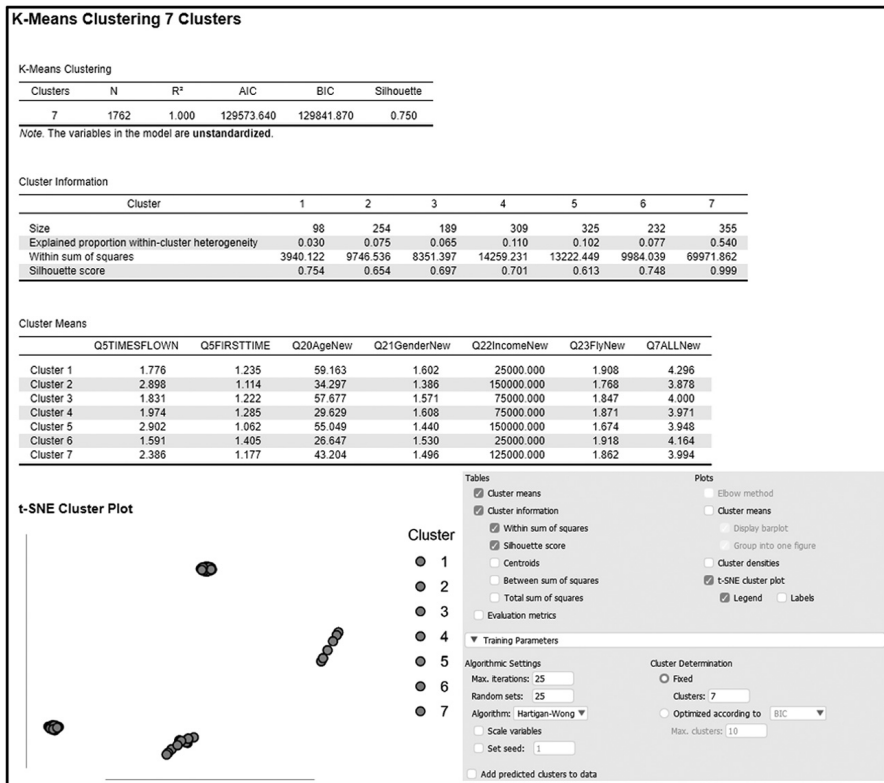 K-Means Clustering 7 Clusters
K-Means Clustering
Clusters N R² AIC BIC Silhouette
7 1762 1.000 129573.640 129841.870 0.750
Note. The variables in the model are unstandardized.
Cluster Information
Cluster 1 2 3 4 5 6 7
Size 98 254 189 309 325 232 355
Explained proportion within-cluster heterogeneity 0.030 0.075 0.065 0.110 0.102 0.077 0.540
Within sum of squares 3940.122 9746.536 8351.397 14259.231 13222.449 9984.039 69971.862
Silhouette score 0.754 0.654 0.697 0.701 0.613 0.748 0.999
Cluster Means
Q5TIMESFLOWN Q5FIRSTTIME Q20AgeNew Q21GenderNew Q22IncomeNew Q23FlyNew Q7ALLNew
Cluster 1 1.776 1.235 59.163 1.602 25000.000 1.908 4.296
Cluster 2 2.898 1.114 34.297 1.386 150000.000 1.768 3.878
Cluster 3 1.831 1.222 57.677 1.571 75000.000 1.847 4.000
Cluster 4 1.974 1.285 29.629 1.608 75000.000 1.871 3.971
Cluster 5 2.902 1.062 55.049 1.440 150000.000 1.674 3.948
Cluster 6 1.591 1.405 26.647 1.530 25000.000 1.918 4.164
Cluster 7 2.386 1.177 43.204 1.496 125000.000 1.862 3.994
t-SNE Cluster Plot
Cluster
1
2
3
4
5
6
7
Tables
Cluster means
Cluster information
Within sum of squares
Silhouette score
Centroids
Between sum of squares
Total sum of squares
Evaluation metrics
Plots
Elbow method
Cluster means
Display barplot
Group into one figure
Cluster densities
t-SNE cluster plot
Legend Labels
Training Parameters
Algorithmic Settings
Max. iterations: 25
Random sets: 25
Algorithm: Hartigan-Wong
Scale variables
Set seed: 1
Cluster Determination
Fixed
Clusters: 7
Optimized according to BIC
Max. clusters: 10
Add predicted clusters to data